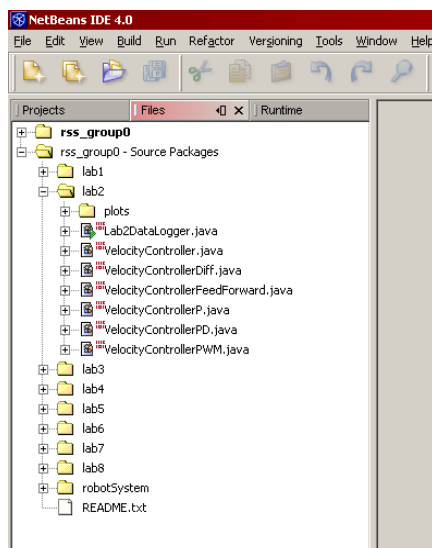 NetBeans IDE 4.0
File Edit View Build Run Refactor Versioning Tools Window Help
Projects Files Runtime
rss_group0
rss_group0 - Source Packages
lab1
lab2
plots
Lab2DataLogger.java
VelocityController.java
VelocityControllerDiff.java
VelocityControllerFeedForward.java
VelocityControllerP.java
VelocityControllerPD.java
VelocityControllerPWM.java
lab3
lab4
lab5
lab6
lab7
lab8
robotSystem
README.txt